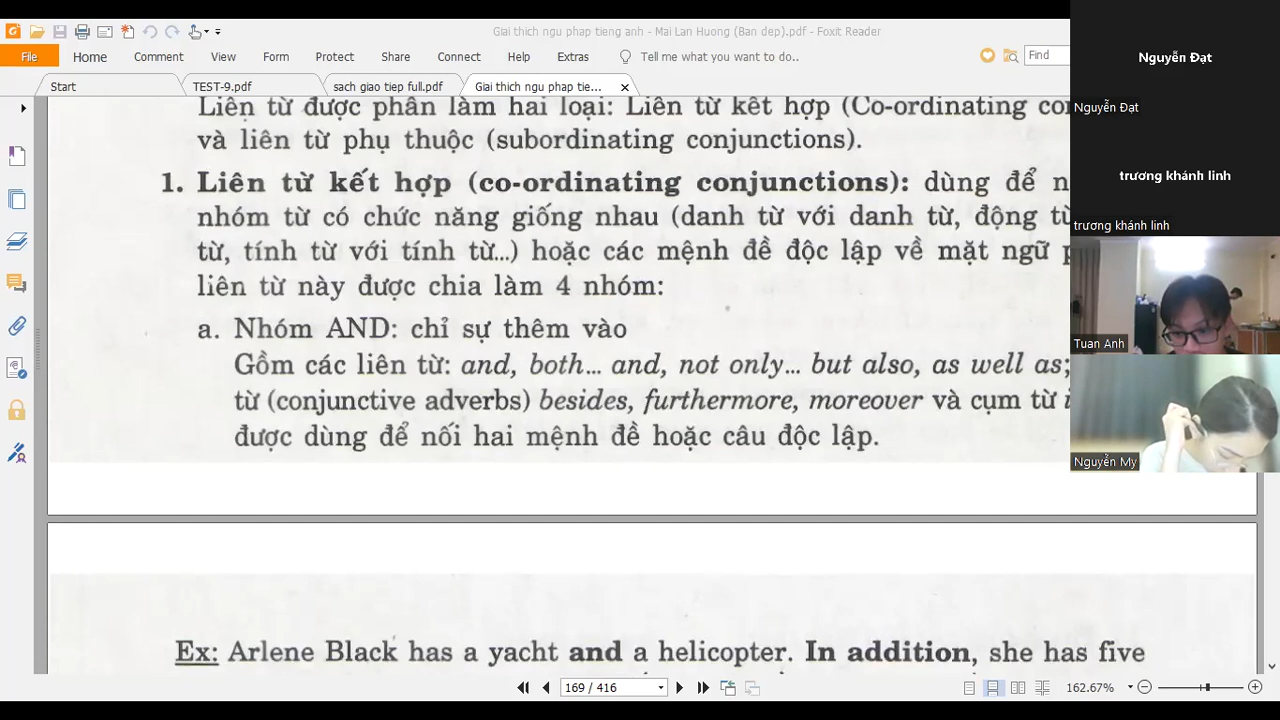 Giai thich ngu phap tieng anh - Mai Lan Huong (Ban dep).pdf - Foxit Reader
File Home Comment View Form Protect Share Connect Help Extras Tell me what you want to do.. Find
Start TEST-9.pdf sach giao tiep full.pdf Giai thich ngu phap tie...
Liên từ được phân làm hai loại: Liên từ kết hợp (Co-ordinating
và liên từ phụ thuộc (subordinating conjunctions).
1. Liên từ kết hợp (co-ordinating conjunctions): dùng để
nhóm từ có chức năng giống nhau (danh từ với danh từ, động từ
từ, tính từ với tính từ...) hoặc các mệnh đề độc lập về mặt ngữ
liên từ này được chia làm 4 nhóm:
a. Nhóm AND: chỉ sự thêm vào
Gồm các liên từ: and, both... and, not only... but also, as well as;
từ (conjunctive adverbs) besides, furthermore, moreover và cụm từ
được dùng để nối hai mệnh đề hoặc câu độc lập.
Ex: Arlene Black has a yacht and a helicopter. In addition, she has five
169 / 416
162.67%
Nguyễn Đạt
Nguyễn Đạt
trương khánh linh
trương khánh linh
Tuan Anh
Nguyễn My